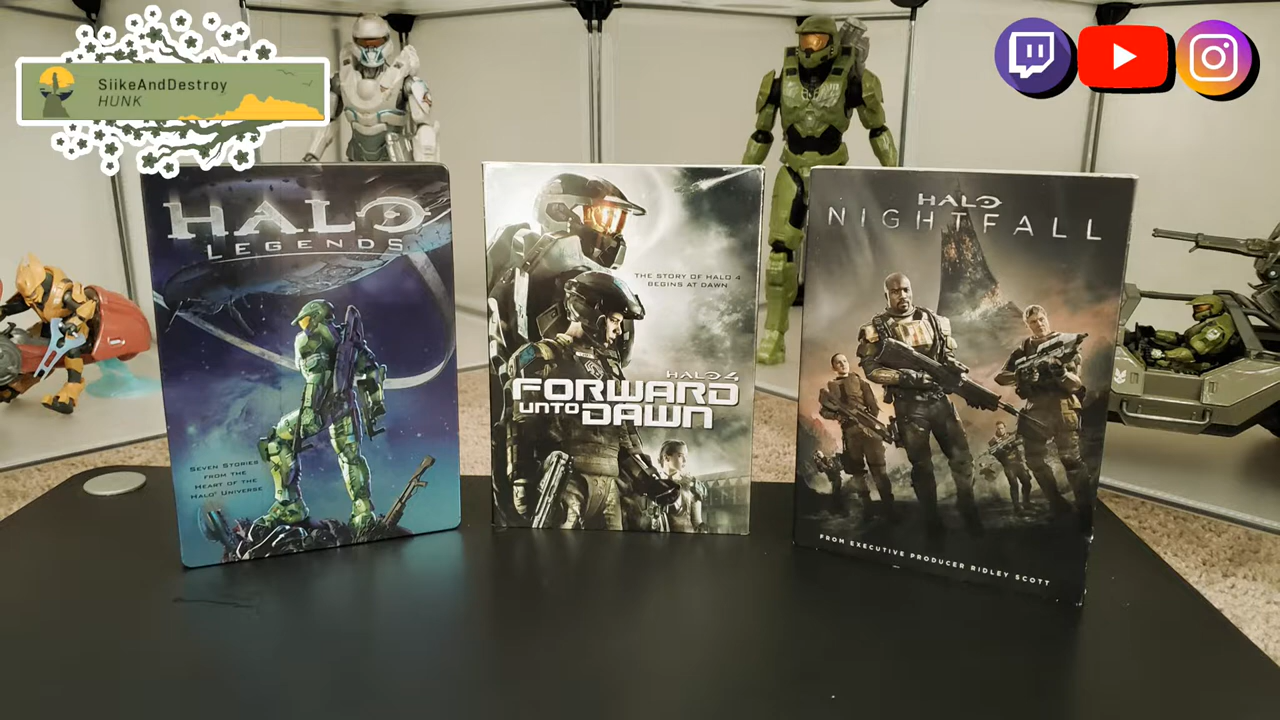 SiikeAndDestroy
HUNK
HALO
LEGENDS
SEVEN STORIES
FROM THE
HEART OF THE
HALO® UNIVERSE
THE STORY OF HALO 4
BEGINS AT DAWN
HALO 4
FORWARD
UNTO DAWN
HALO
NIGHTFALL
FROM EXECUTIVE PRODUCER RIDLEY SCOTT